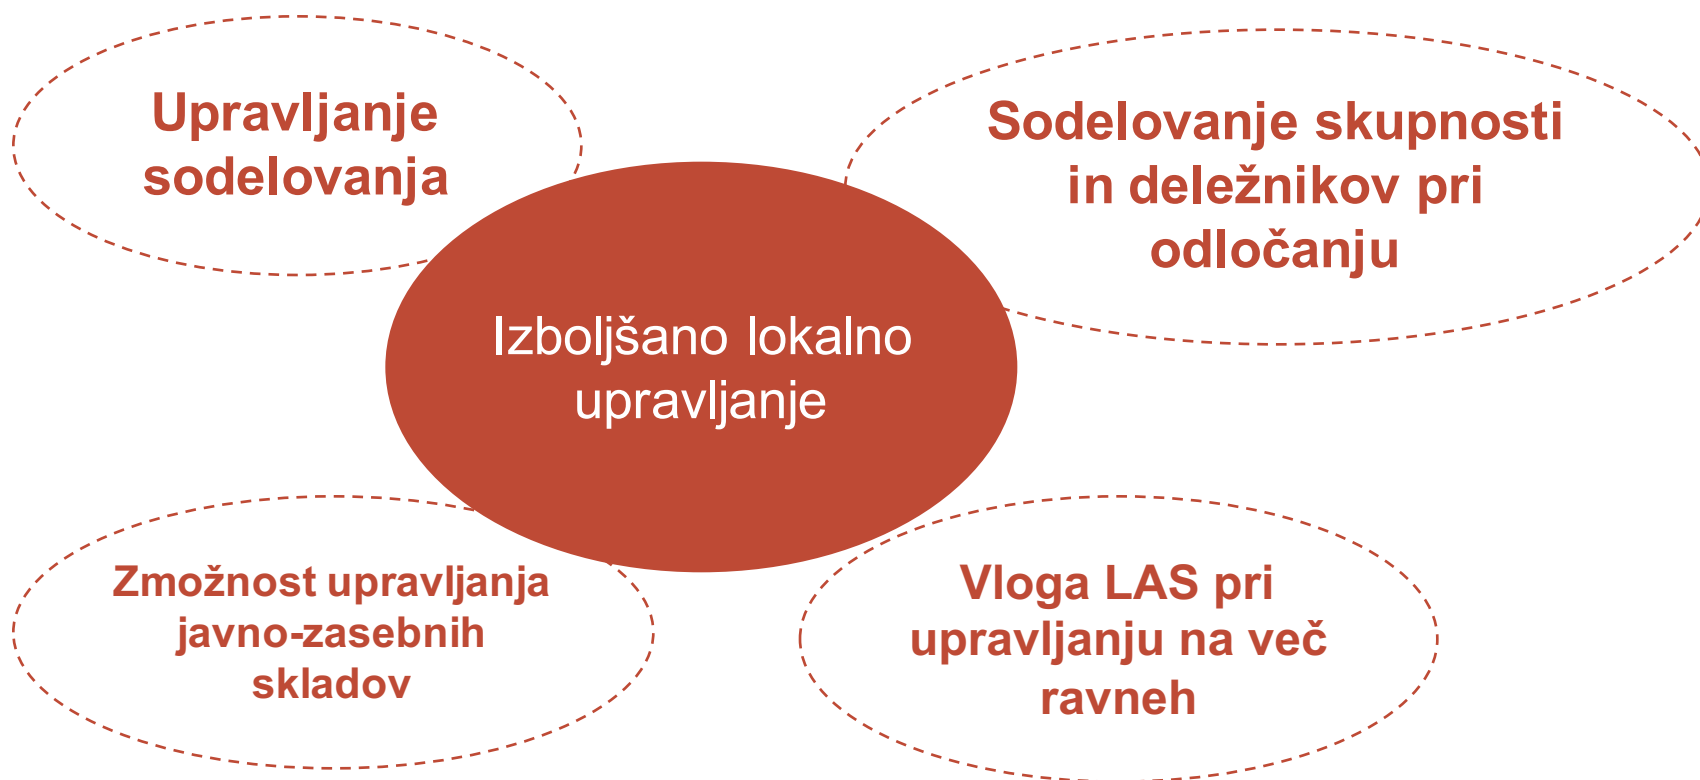 Upravljanje
sodelovanja
Sodelovanje skupnosti
in deležnikov pri
odločanju
Izboljšano lokalno
upravljanje
Zmožnost upravljanja
javno-zasebnih
skladov
Vloga LAS pri
upravljanju na več
ravneh